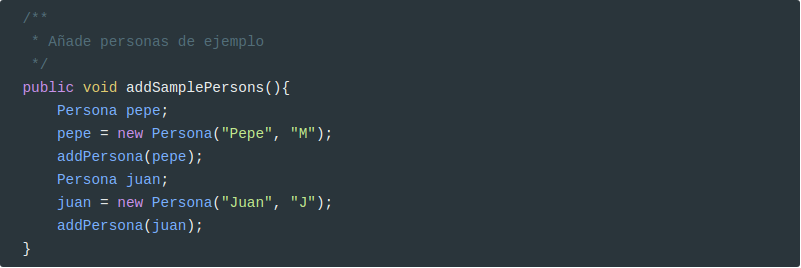 /**
 * Añade personas de ejemplo
 */
public void addSamplePersons(){
    Persona pepe;
    pepe = new Persona("Pepe", "M");
    addPersona(pepe);
    Persona juan;
    juan = new Persona("Juan", "J");
    addPersona(juan);
}